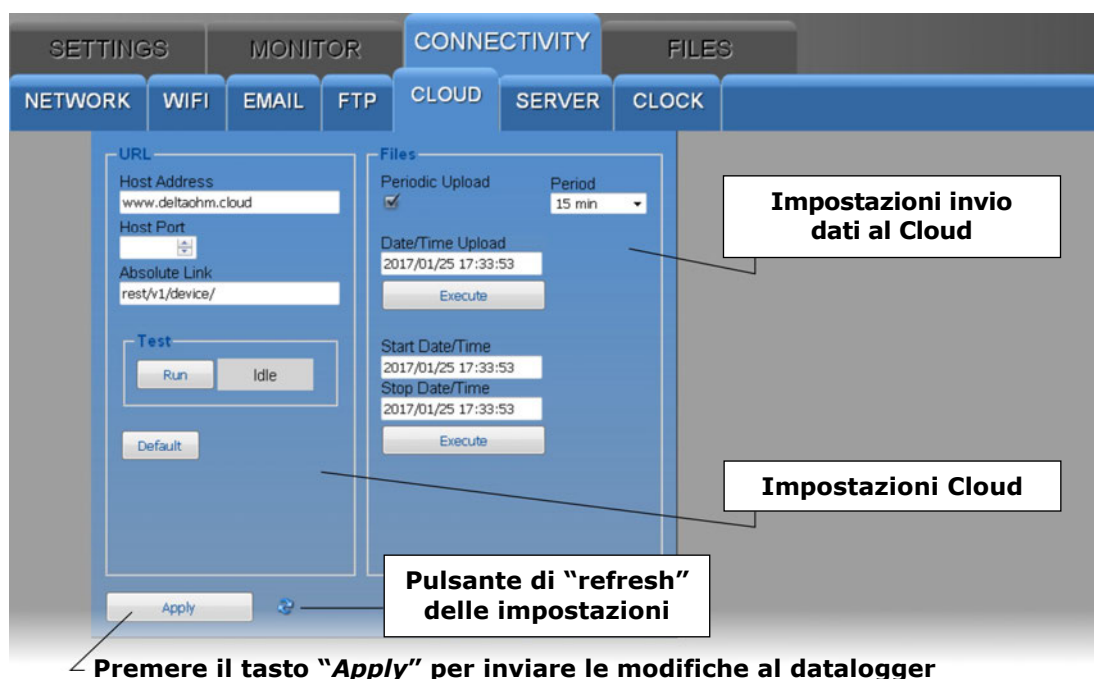 SETTINGS MONITOR CONNECTIVITY FILES
NETWORK WIFI EMAIL FTP CLOUD SERVER CLOCK
URL
Host Address
www.deltaohm.cloud
Host Port
Absolute Link
rest/v1/device/
Test
Run Idle
Default
Files
Periodic Upload Period
15 min
Date/Time Upload
2017/01/25 17:33:53
Execute
Start Date/Time
2017/01/25 17:33:53
Stop Date/Time
2017/01/25 17:33:53
Execute
Impostazioni invio
dati al Cloud
Impostazioni Cloud
Pulsante di “refresh”
delle impostazioni
Apply
Premere il tasto “Apply” per inviare le modifiche al datalogger